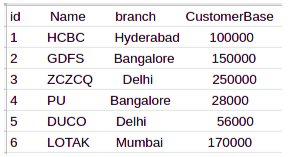 id Name branch CustomerBase
1 HCBC Hyderabad 100000
2 GDFS Bangalore 150000
3 ZCZCQ Delhi 250000
4 PU Bangalore 28000
5 DUCO Delhi 56000
6 LOTAK Mumbai 170000